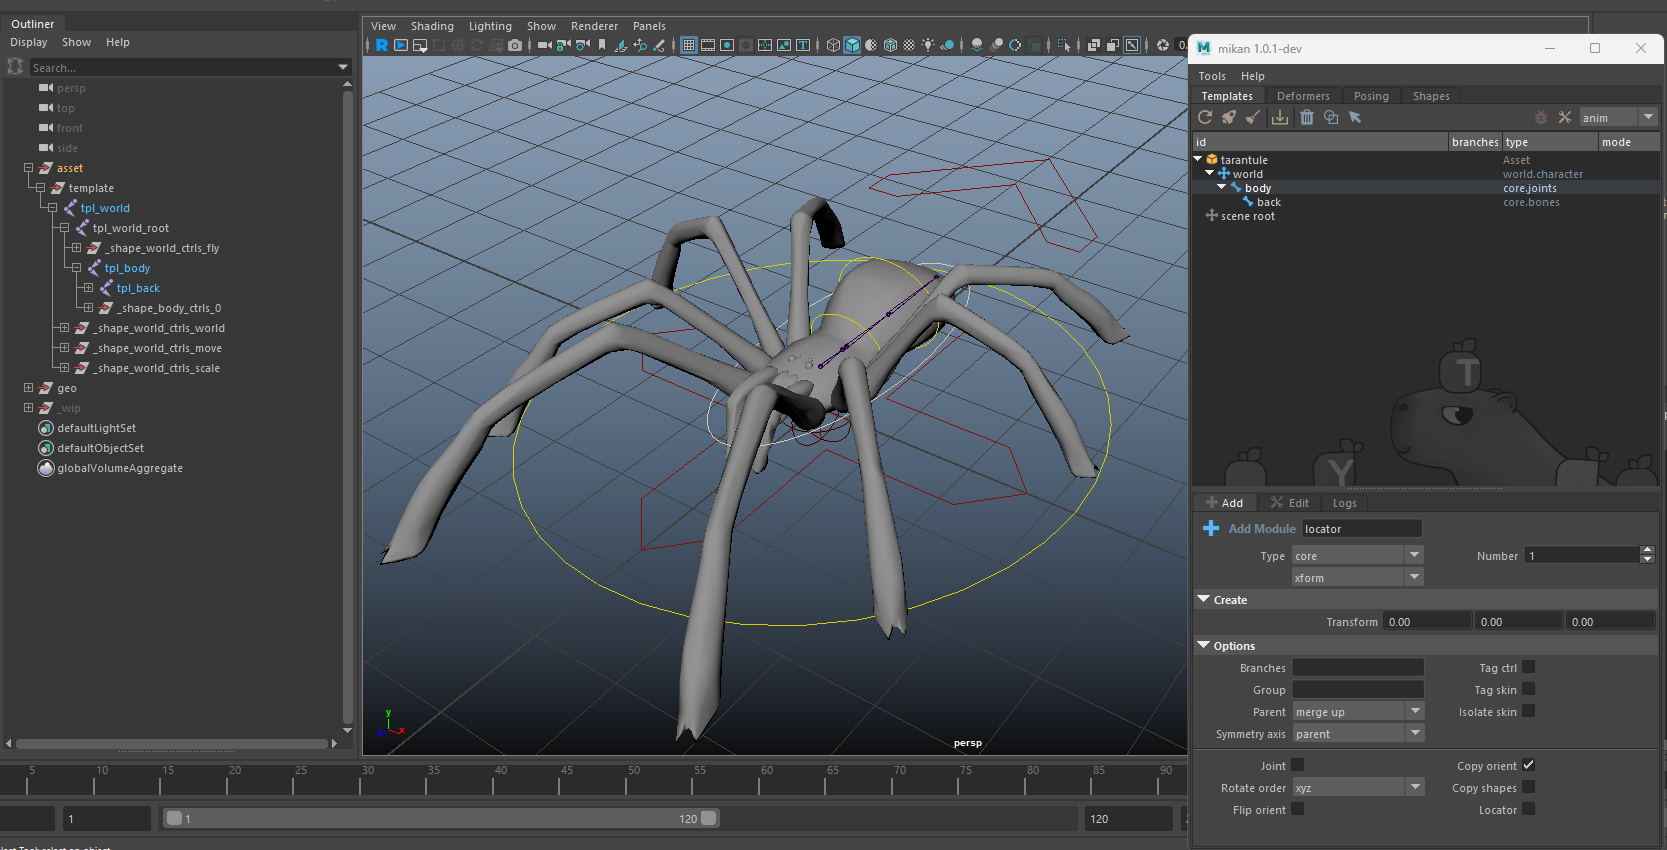 Outliner
Display Show Help
Search...
persp
top
front
side
asset
template
tpl_world
tpl_world_root
_shape_world_ctrls_fly
tpl_body
tpl_back
_shape_body_ctrls_0
_shape_world_ctrls_world
_shape_world_ctrls_move
_shape_world_ctrls_scale
geo
_wip
defaultLightSet
defaultObjectSet
globalVolumeAggregate
View Shading Lighting Show Renderer Panels
0.
y
x
persp
mikan 1.0.1-dev
Tools Help
Templates Deformers Posing Shapes
anim
id branches type mode
tarantule Asset
world world.character
body core.joints
back core.bones
scene root
T
Y
Add Edit Logs
Add Module locator
Type core Number 1
xform
Create
Transform 0.00 0.00 0.00
Options
Branches Tag ctrl
Group Tag skin
Parent merge up Isolate skin
Symmetry axis parent
Joint Copy orient
Rotate order xyz Copy shapes
Flip orient Locator
5 10 15 20 25 30 35 40 45 50 55 60 65 70 75 80 85 90
1 1 120 120